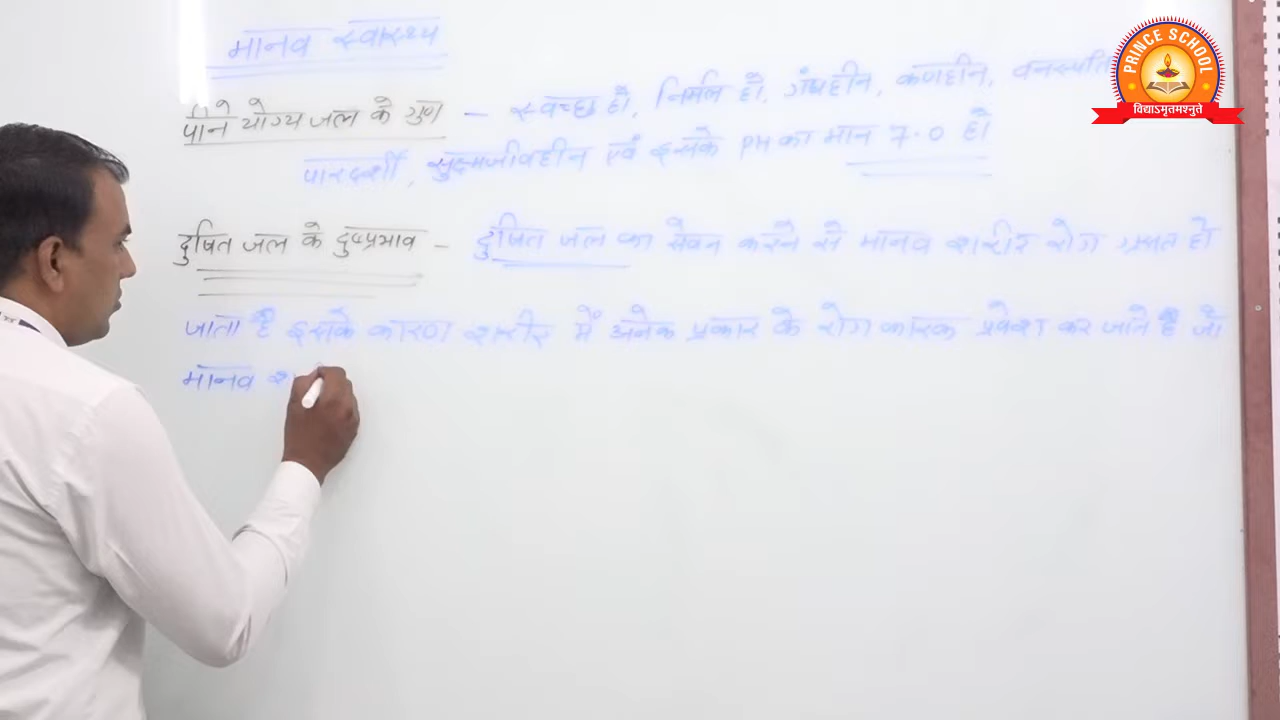 मानव स्वास्थ्य
पीने योग्य जल के गुण – स्वच्छ हो, निर्मल हो, गंधहीन, कणहीन, वनस्पति
पारदर्शी, सुक्ष्मजीवहीन एवं इसके PH का मान 7.0 हो
दुषित जल के दुष्प्रभाव – दुषित जल का सेवन करने से मानव शरीर रोग ग्रस्त हो
जाता है इसके कारण शरीर में अनेक प्रकार के रोग कारक प्रवेश कर जाते है जो
मानव
PRINCE SCHOOL
विद्याऽमृतमश्नुते